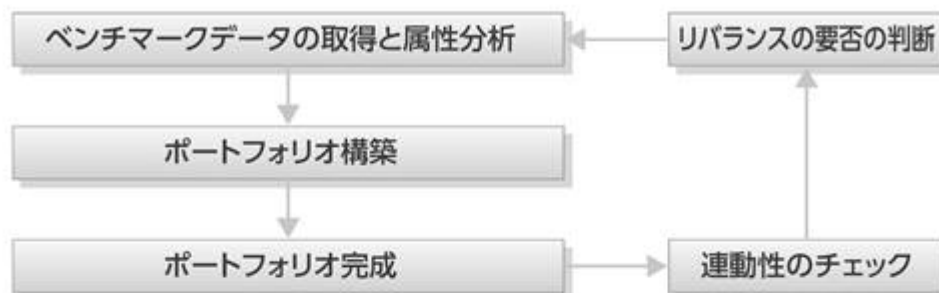 ベンチマークデータの取得と属性分析
リバランスの要否の判断
ポートフォリオ構築
ポートフォリオ完成
連動性のチェック